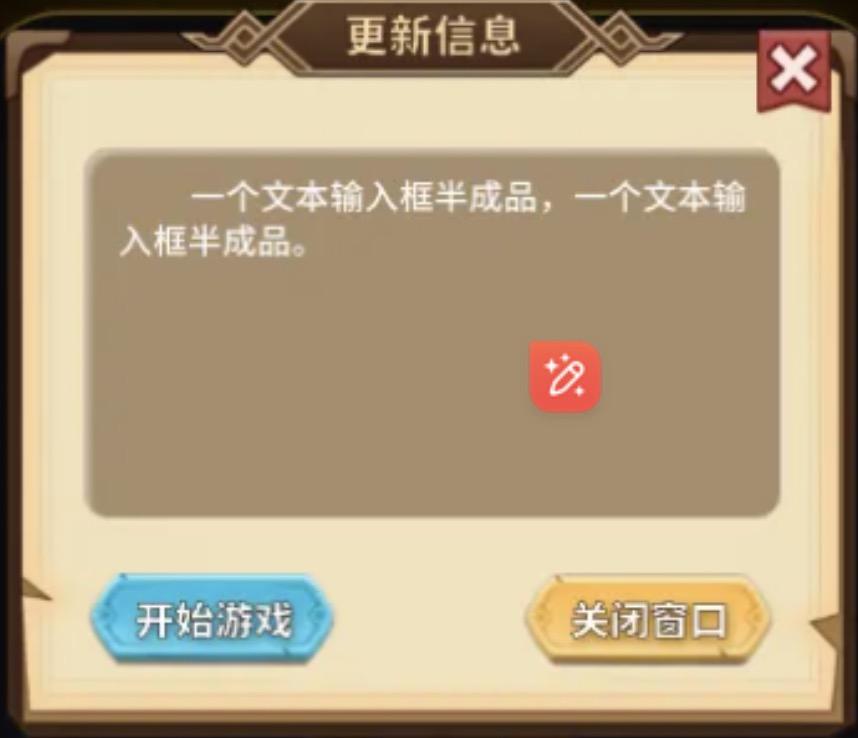 更新信息
一个文本输入框半成品，一个文本输
入框半成品。
开始游戏
关闭窗口